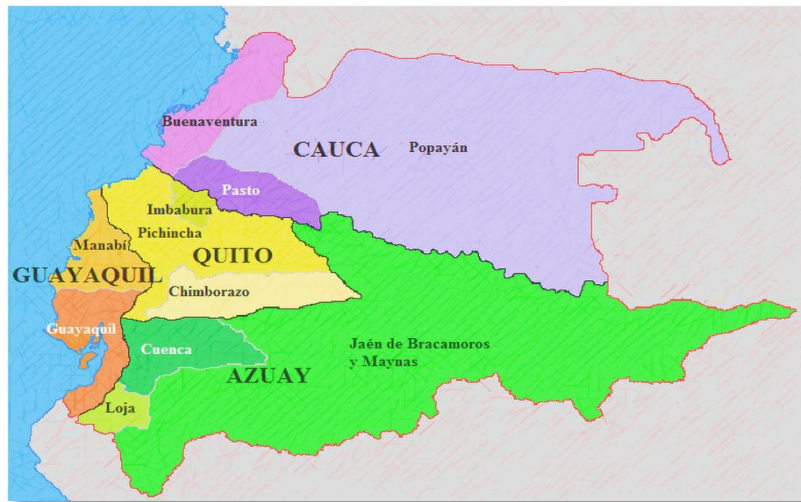 Buenaventura
CAUCA
Popayán
Pasto
Imbabura
Pichincha
Manabí
QUITO
GUAYAQUIL
Chimborazo
Guayaquil
Cuenca
Jaén de Bracamoros
y Maynas
AZUAY
Loja